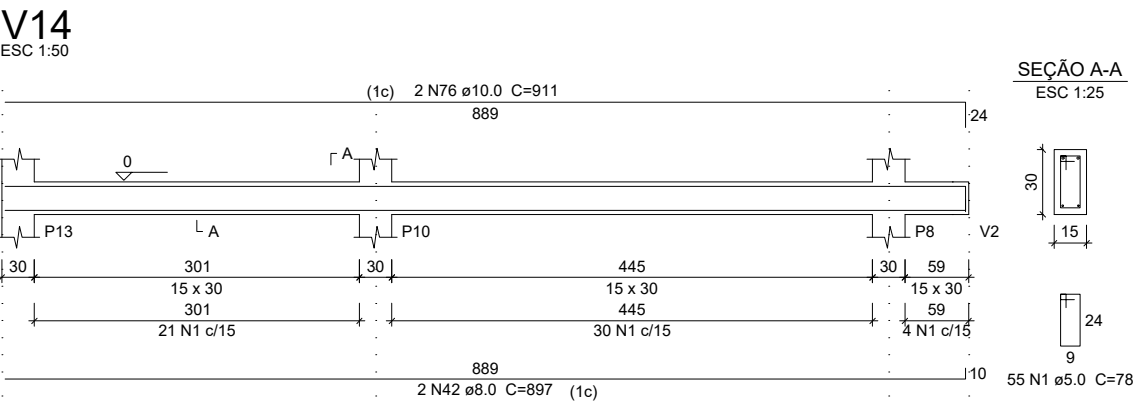 V14
ESC 1:50
SEÇÃO A-A
ESC 1:25
(1c) 2 N76 ø10.0 C=911
889
24
0
A
A
P13
P10
P8
V2
30
15
30 301 30 445 30 59
15 x 30 15 x 30 15 x 30
301 445 59
21 N1 c/15 30 N1 c/15 4 N1 c/15
24
9
55 N1 ø5.0 C=78
889
10
2 N42 ø8.0 C=897 (1c)